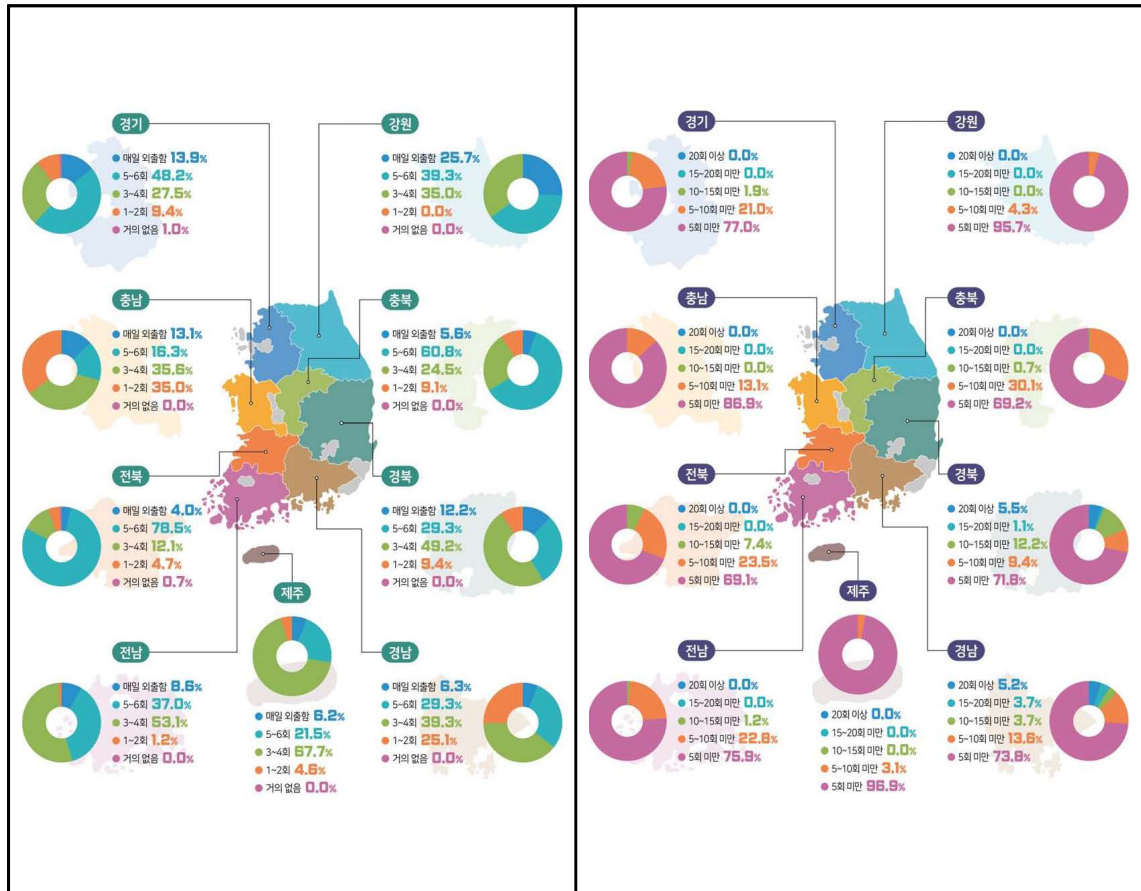 경기
매일 외출함 13.9%
5~6회 48.2%
3~4회 27.5%
1~2회 9.4%
거의 없음 1.0%
강원
매일 외출함 25.7%
5~6회 39.3%
3~4회 35.0%
1~2회 0.0%
거의 없음 0.0%
충남
매일 외출함 13.1%
5~6회 16.3%
3~4회 35.6%
1~2회 35.0%
거의 없음 0.0%
충북
매일 외출함 5.6%
5~6회 60.8%
3~4회 24.5%
1~2회 9.1%
거의 없음 0.0%
전북
매일 외출함 4.0%
5~6회 78.5%
3~4회 12.1%
1~2회 4.7%
거의 없음 0.7%
경북
매일 외출함 12.2%
5~6회 29.3%
3~4회 49.2%
1~2회 9.4%
거의 없음 0.0%
제주
매일 외출함 6.2%
5~6회 21.5%
3~4회 67.7%
1~2회 4.6%
거의 없음 0.0%
전남
매일 외출함 8.6%
5~6회 37.0%
3~4회 53.1%
1~2회 1.2%
거의 없음 0.0%
경남
매일 외출함 6.3%
5~6회 29.3%
3~4회 39.3%
1~2회 25.1%
거의 없음 0.0%
경기
20회 이상 0.0%
15~20회 미만 0.0%
10~15회 미만 1.9%
5~10회 미만 21.0%
5회 미만 77.0%
강원
20회 이상 0.0%
15~20회 미만 0.0%
10~15회 미만 0.0%
5~10회 미만 4.3%
5회 미만 95.7%
충남
20회 이상 0.0%
15~20회 미만 0.0%
10~15회 미만 0.0%
5~10회 미만 13.1%
5회 미만 86.9%
충북
20회 이상 0.0%
15~20회 미만 0.0%
10~15회 미만 0.7%
5~10회 미만 30.1%
5회 미만 69.2%
전북
20회 이상 0.0%
15~20회 미만 0.0%
10~15회 미만 7.4%
5~10회 미만 23.5%
5회 미만 69.1%
경북
20회 이상 5.5%
15~20회 미만 1.1%
10~15회 미만 12.2%
5~10회 미만 9.4%
5회 미만 71.8%
제주
20회 이상 0.0%
15~20회 미만 0.0%
10~15회 미만 0.0%
5~10회 미만 3.1%
5회 미만 96.9%
전남
20회 이상 0.0%
15~20회 미만 0.0%
10~15회 미만 1.2%
5~10회 미만 22.8%
5회 미만 75.9%
경남
20회 이상 5.2%
15~20회 미만 3.7%
10~15회 미만 3.7%
5~10회 미만 13.6%
5회 미만 73.8%